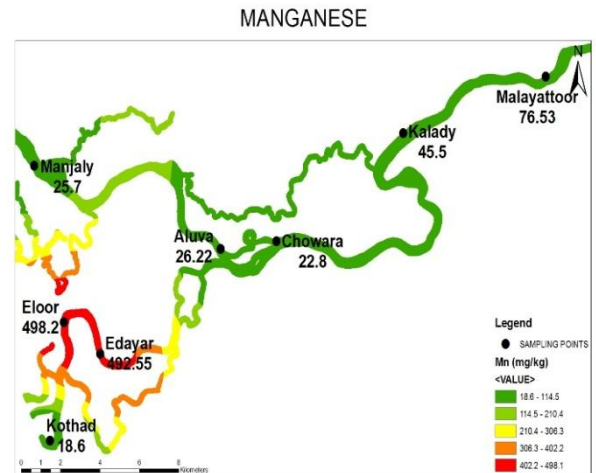 MANGANESE
N
Malayattoor
76.53
Kalady
45.5
Manjaly
25.7
Aluva
26.22
Chowara
22.8
Eloor
498.2
Edayar
492.55
Kothad
18.6
Legend
SAMPLING POINTS
Mn (mg/kg)
<VALUE>
18.6 - 114.5
114.5 - 210.4
210.4 - 306.3
306.3 - 402.2
402.2 - 498.1
0 1 2 4 6 8
Kilometers